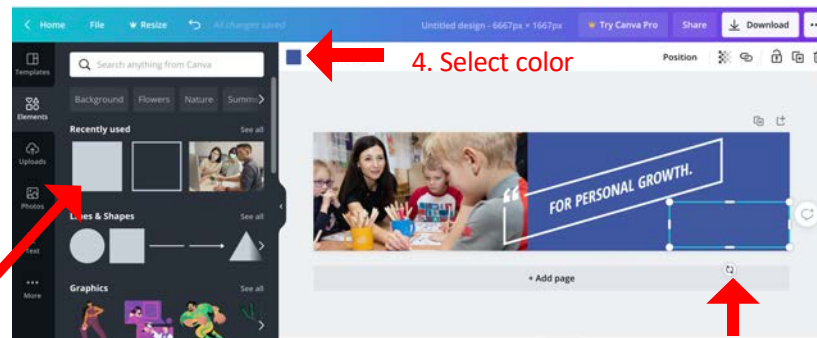 Home File Resize All changes saved Untitled design - 6667px × 1667px Try Canva Pro Share Download
4. Select color
Position
Templates
Elements
Uploads
Photos
Text
More
Search anything from Canva
Background Flowers Nature Summ
Recently used See all
Lines & Shapes See all
Graphics See all
“ FOR PERSONAL GROWTH.
+ Add page